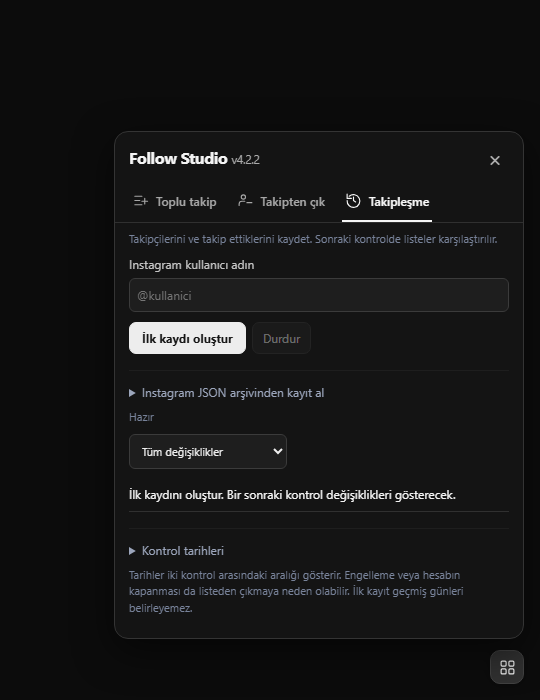 Follow Studio v4.2.2
Toplu takip
Takipten çık
Takipleşme
Takipçilerini ve takip ettiklerini kaydet. Sonraki kontrolde listeler karşılaştırılır.
Instagram kullanıcı adın
@kullanici
İlk kaydı oluştur
Durdur
Instagram JSON arşivinden kayıt al
Hazır
Tüm değişiklikler
İlk kaydını oluştur. Bir sonraki kontrol değişiklikleri gösterecek.
Kontrol tarihleri
Tarihler iki kontrol arasındaki aralığı gösterir. Engelleme veya hesabın
kapanması da listeden çıkmaya neden olabilir. İlk kayıt geçmiş günleri
belirleyemez.